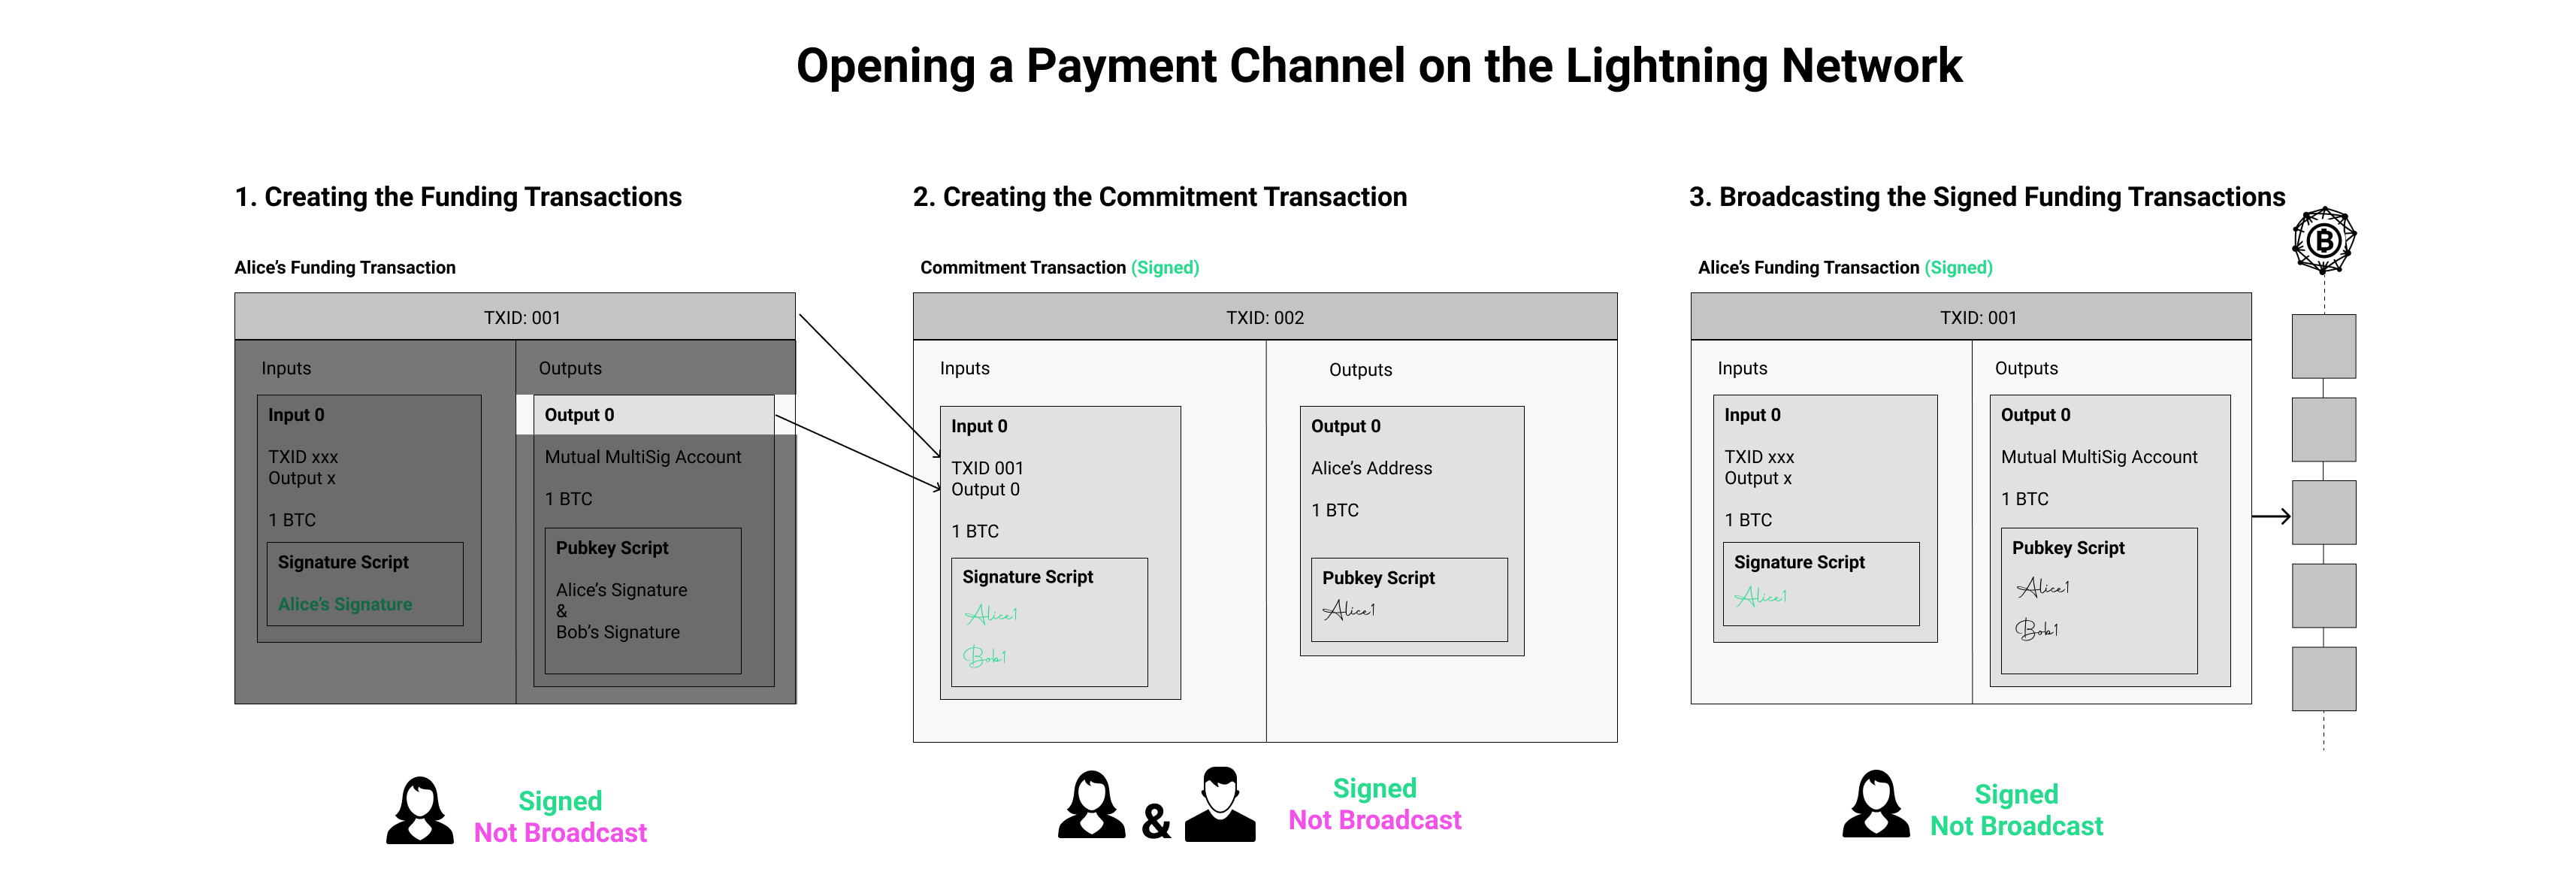 Opening a Payment Channel on the Lightning Network
1. Creating the Funding Transactions
Alice’s Funding Transaction
TXID: 001
Inputs
Input 0
TXID xxx
Output x
1 BTC
Signature Script
Alice’s Signature
Outputs
Output 0
Mutual MultiSig Account
1 BTC
Pubkey Script
Alice’s Signature
&
Bob’s Signature
Signed
Not Broadcast
2. Creating the Commitment Transaction
Commitment Transaction (Signed)
TXID: 002
Inputs
Input 0
TXID 001
Output 0
1 BTC
Signature Script
Alice1
Bob1
Outputs
Output 0
Alice’s Address
1 BTC
Pubkey Script
Alice1
&
Signed
Not Broadcast
3. Broadcasting the Signed Funding Transactions
₿
Alice’s Funding Transaction (Signed)
TXID: 001
Inputs
Input 0
TXID xxx
Output x
1 BTC
Signature Script
Alice1
Outputs
Output 0
Mutual MultiSig Account
1 BTC
Pubkey Script
Alice1
Bob1
Signed
Not Broadcast